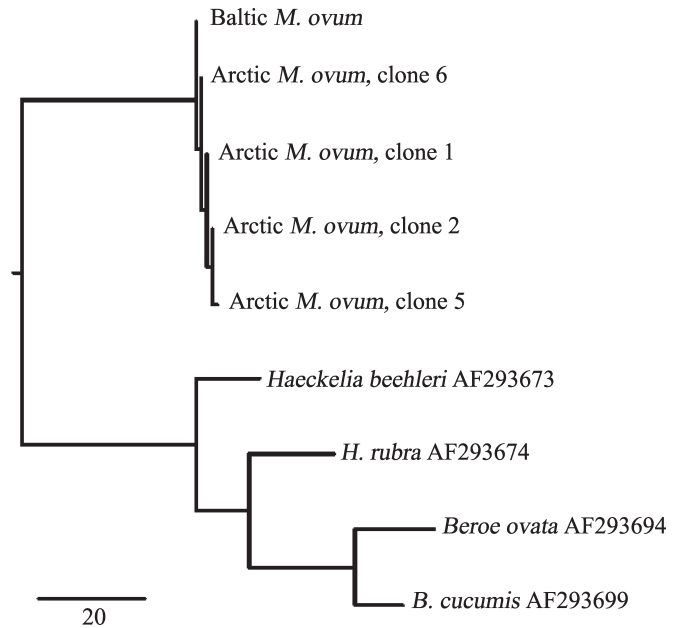 Baltic M. ovum
Arctic M. ovum, clone 6
Arctic M. ovum, clone 1
Arctic M. ovum, clone 2
Arctic M. ovum, clone 5
Haeckelia beehleri AF293673
H. rubra AF293674
Beroe ovata AF293694
B. cucumis AF293699
20